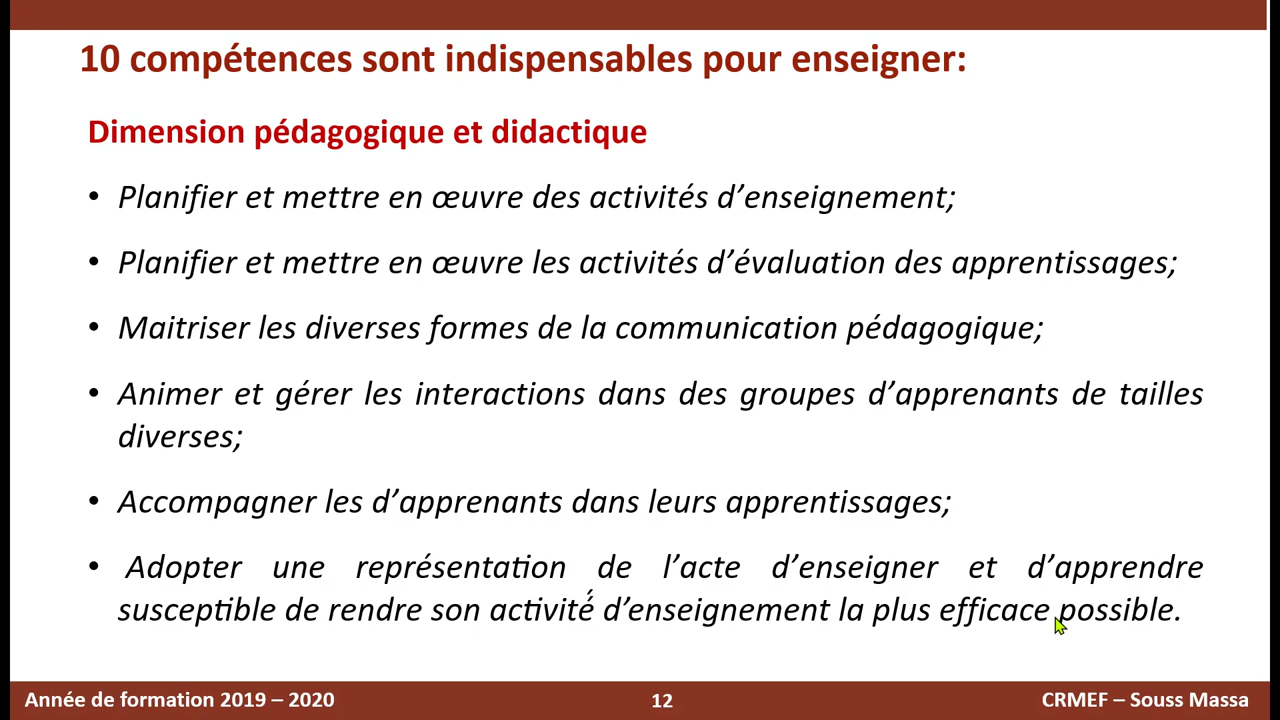 10 compétences sont indispensables pour enseigner:
Dimension pédagogique et didactique
• Planifier et mettre en œuvre des activités d’enseignement;
• Planifier et mettre en œuvre les activités d’évaluation des apprentissages;
• Maitriser les diverses formes de la communication pédagogique;
• Animer et gérer les interactions dans des groupes d’apprenants de tailles
diverses;
• Accompagner les d’apprenants dans leurs apprentissages;
• Adopter une représentation de l’acte d’enseigner et d’apprendre
susceptible de rendre son activité́ d’enseignement la plus efficace possible.
Année de formation 2019 – 2020
12
CRMEF – Souss Massa